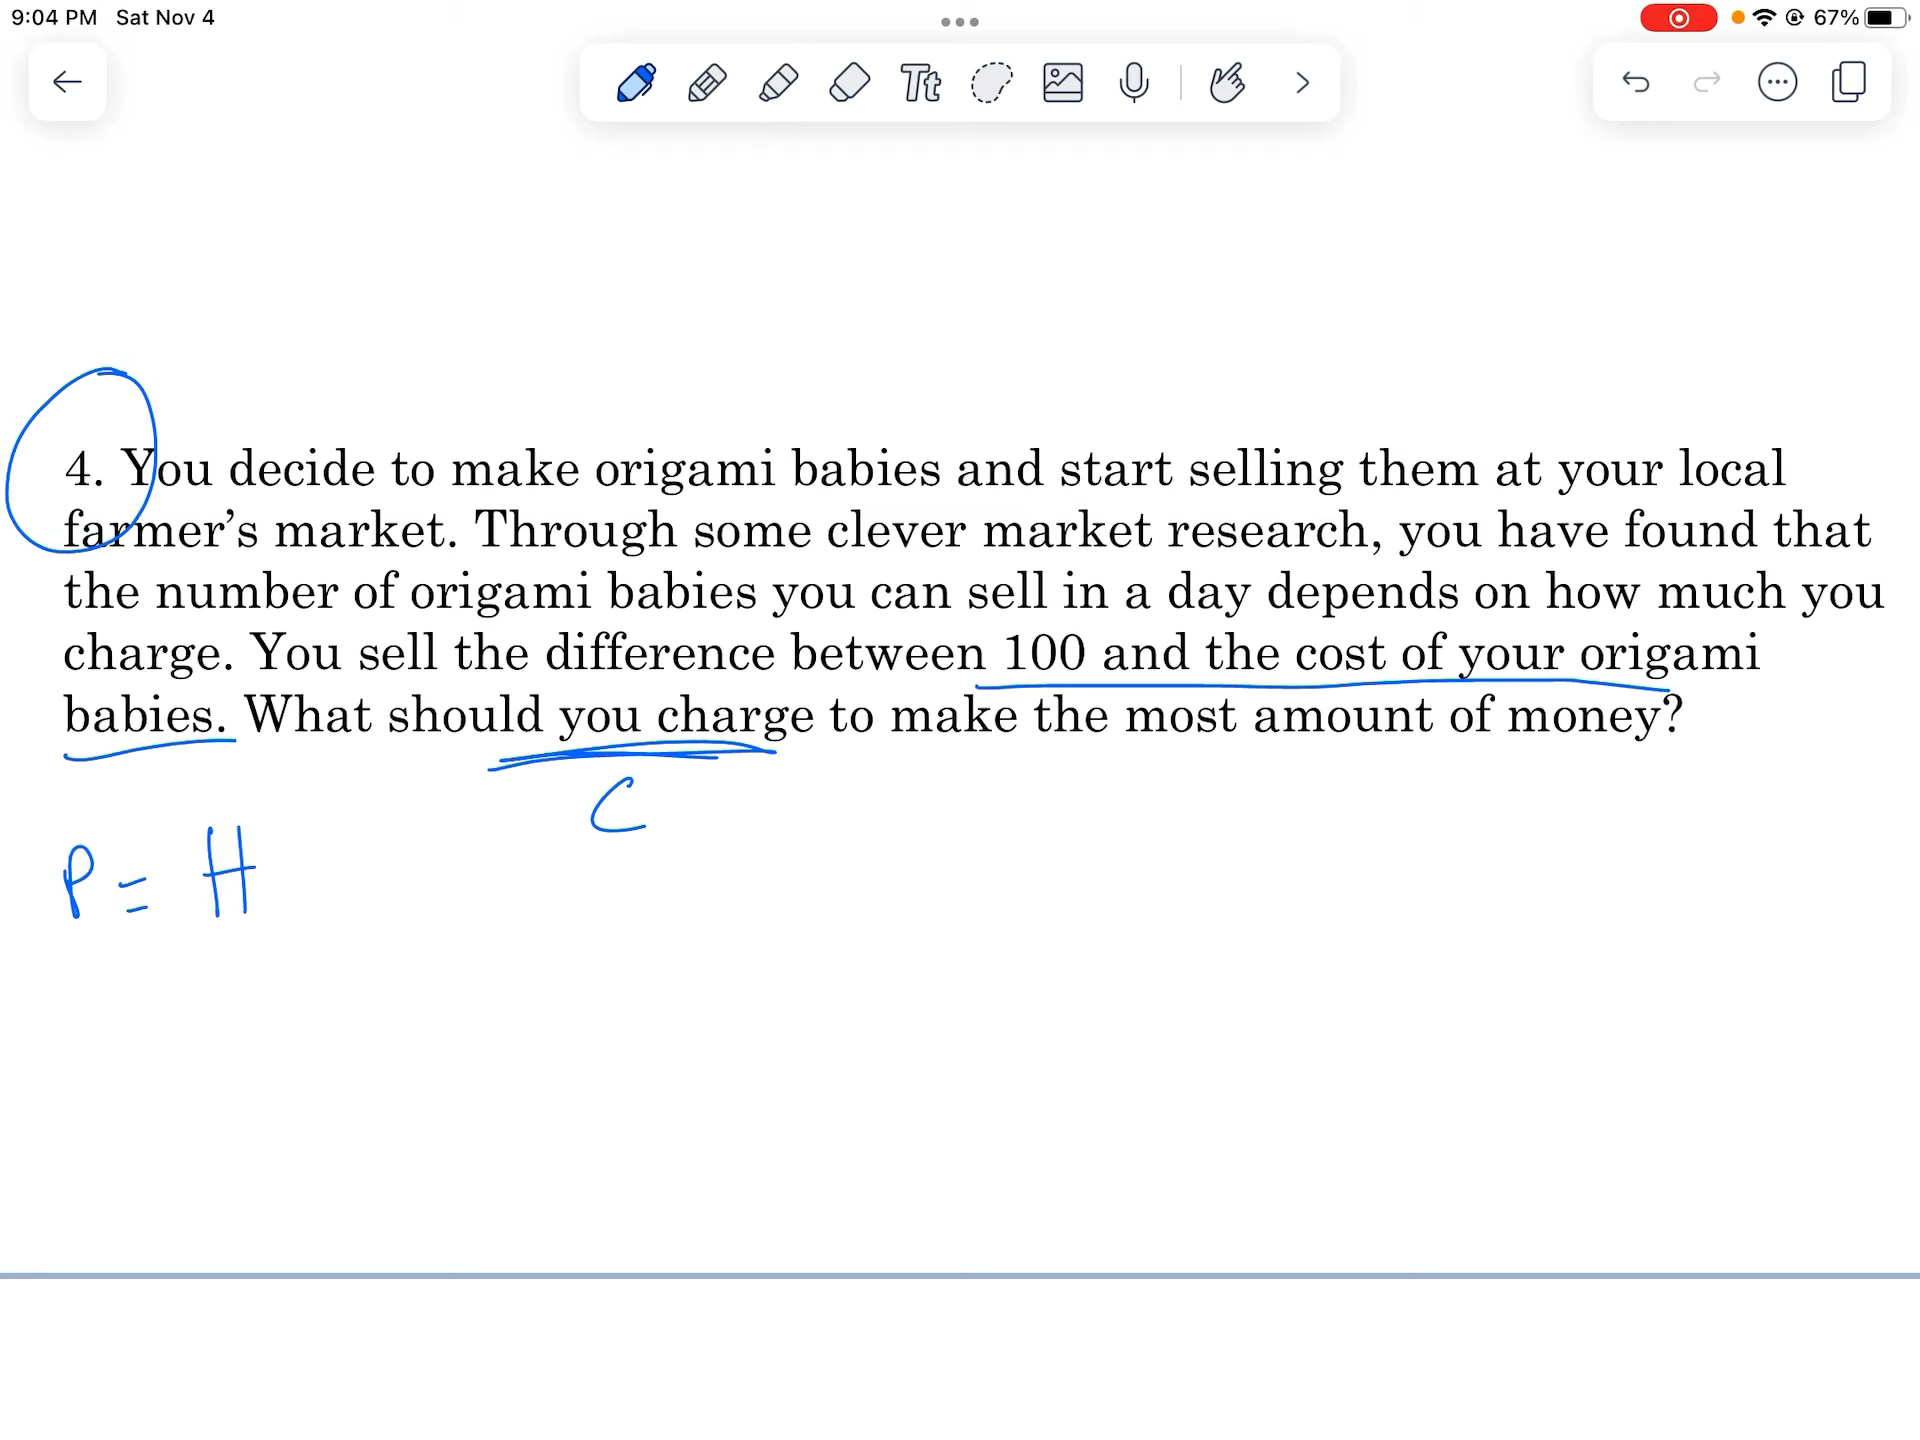 9:04 PM Sat Nov 4
67%
Tt
4. You decide to make origami babies and start selling them at your local
farmer’s market. Through some clever market research, you have found that
the number of origami babies you can sell in a day depends on how much you
charge. You sell the difference between 100 and the cost of your origami
babies. What should you charge to make the most amount of money?
C
P = H